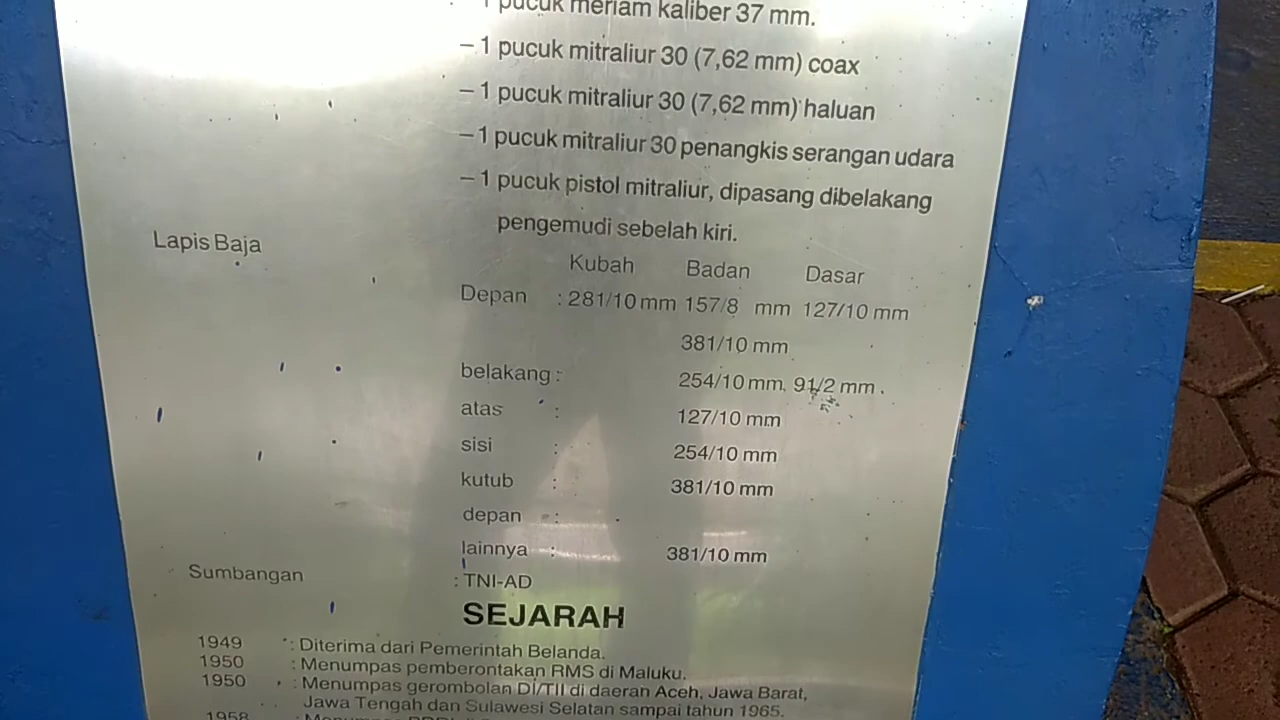 1 pucuk meriam kaliber 37 mm.
– 1 pucuk mitraliur 30 (7,62 mm) coax
– 1 pucuk mitraliur 30 (7,62 mm) haluan
– 1 pucuk mitraliur 30 penangkis serangan udara
– 1 pucuk pistol mitraliur, dipasang dibelakang
pengemudi sebelah kiri.
Lapis Baja
Kubah Badan Dasar
Depan : 281/10 mm 157/8 mm 127/10 mm
381/10 mm
belakang : 254/10 mm. 91/2 mm .
atas : 127/10 mm
sisi : 254/10 mm
kutub : 381/10 mm
depan :
lainnya : 381/10 mm
Sumbangan : TNI-AD
SEJARAH
1949 : Diterima dari Pemerintah Belanda.
1950 : Menumpas pemberontakan RMS di Maluku.
1950 : Menumpas gerombolan DI/TII di daerah Aceh, Jawa Barat,
Jawa Tengah dan Sulawesi Selatan sampai tahun 1965.
1958 :